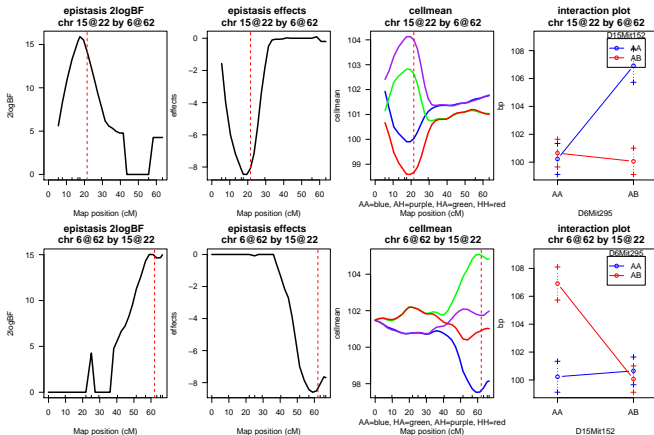 epistasis 2logBF
chr 15@22 by 6@62
2logBF
15
10
5
0
0 10 20 30 40 50 60
Map position (cM)
epistasis effects
chr 15@22 by 6@62
effects
0
−2
−4
−6
−8
0 10 20 30 40 50 60
Map position (cM)
cellmean
chr 15@22 by 6@62
cellmean
104
103
102
101
100
99
0 10 20 30 40 50 60
Map position (cM)
AA=blue, AH=purple, HA=green, HH=red
interaction plot
chr 15@22 by 6@62
D15Mit152
AA
AB
bp
108
106
104
102
100
AA AB
D6Mit295
epistasis 2logBF
chr 6@62 by 15@22
2logBF
15
10
5
0
0 10 20 30 40 50 60
Map position (cM)
epistasis effects
chr 6@62 by 15@22
effects
0
−2
−4
−6
−8
0 10 20 30 40 50 60
Map position (cM)
cellmean
chr 6@62 by 15@22
cellmean
104
102
100
98
0 10 20 30 40 50 60
Map position (cM)
AA=blue, HA=green, AH=purple, HH=red
interaction plot
chr 6@62 by 15@22
D6Mit295
AA
AB
bp
108
106
104
102
100
AA AB
D15Mit152